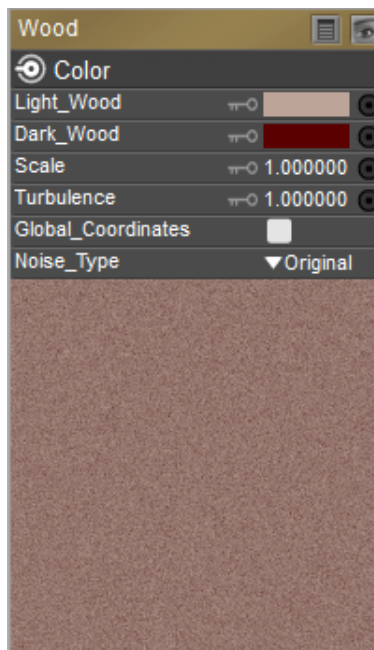 Wood
Color
Light_Wood
Dark_Wood
Scale 1.000000
Turbulence 1.000000
Global_Coordinates
Noise_Type Original